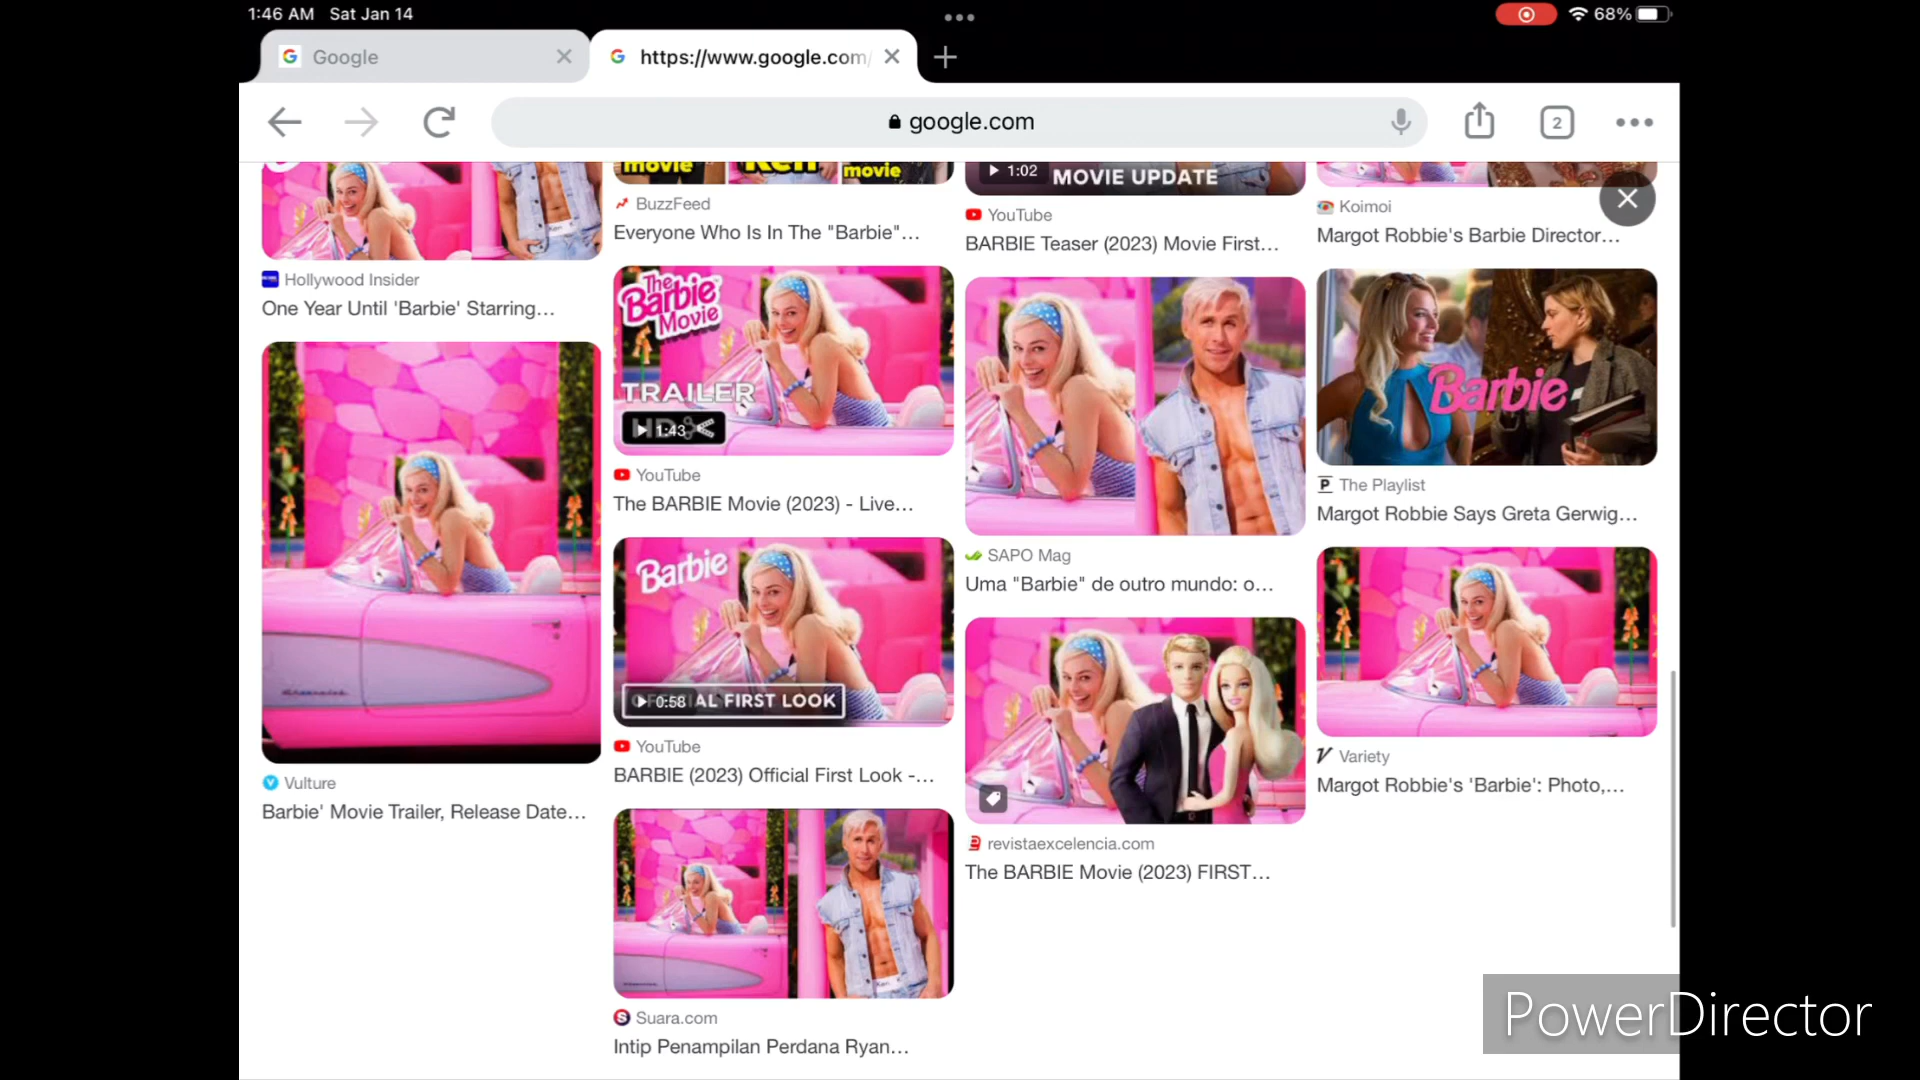 1:46 AM Sat Jan 14
68%
Google
https://www.google.com/
google.com
2
Hollywood Insider
One Year Until 'Barbie' Starring...
Vulture
Barbie' Movie Trailer, Release Date...
movie Ken movie
BuzzFeed
Everyone Who Is In The "Barbie"...
The Barbie Movie
TRAILER
HD
1:43
YouTube
The BARBIE Movie (2023) - Live...
Barbie
0:58
OFFICIAL FIRST LOOK
YouTube
BARBIE (2023) Official First Look -...
Ken
Suara.com
Intip Penampilan Perdana Ryan...
1:02
MOVIE UPDATE
YouTube
BARBIE Teaser (2023) Movie First...
SAPO Mag
Uma "Barbie" de outro mundo: o...
revistaexcelencia.com
The BARBIE Movie (2023) FIRST...
Koimoi
Margot Robbie's Barbie Director...
Barbie
The Playlist
Margot Robbie Says Greta Gerwig...
Variety
Margot Robbie's 'Barbie': Photo,...
PowerDirector